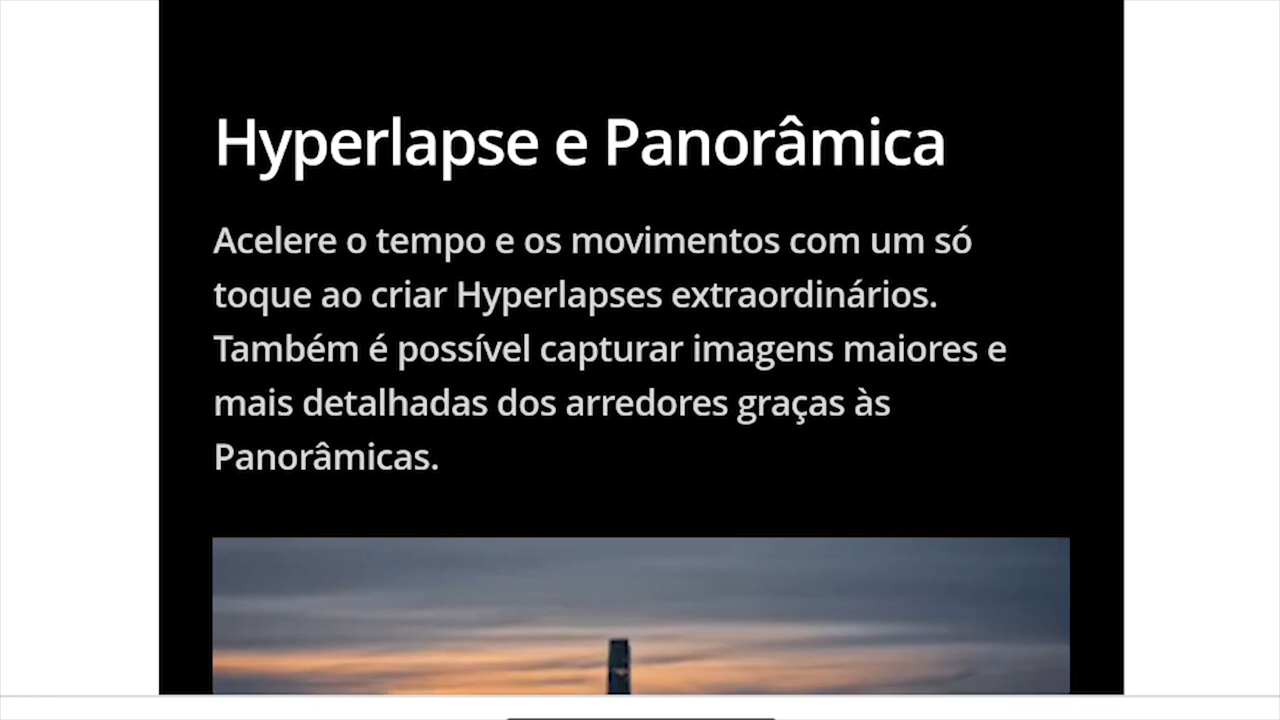 Hyperlapse e Panorâmica
Acelere o tempo e os movimentos com um só
toque ao criar Hyperlapses extraordinários.
Também é possível capturar imagens maiores e
mais detalhadas dos arredores graças às
Panorâmicas.